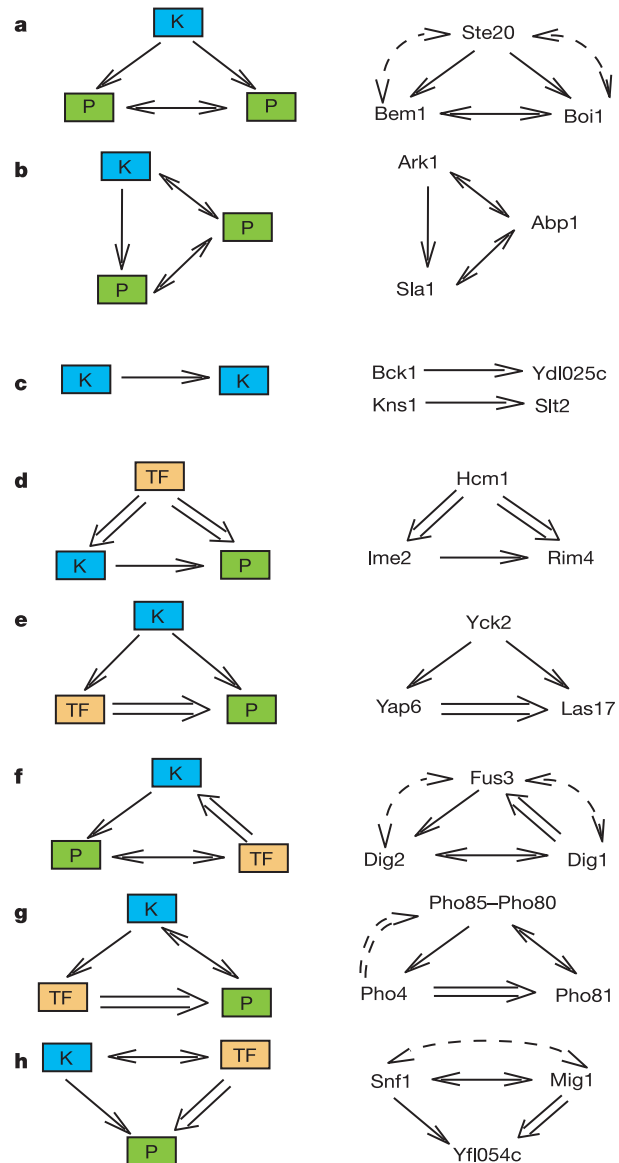 a
K
P P
Ste20
Bem1 Boi1
b
K
P
P
Ark1
Abp1
Sla1
c
K K
Bck1 Ydl025c
Kns1 Slt2
d
TF
K P
Hcm1
Ime2 Rim4
e
K
TF P
Yck2
Yap6 Las17
f
K
P TF
Fus3
Dig2 Dig1
g
K
TF P
Pho85–Pho80
Pho4 Pho81
h
K TF
P
Snf1 Mig1
Yfl054c